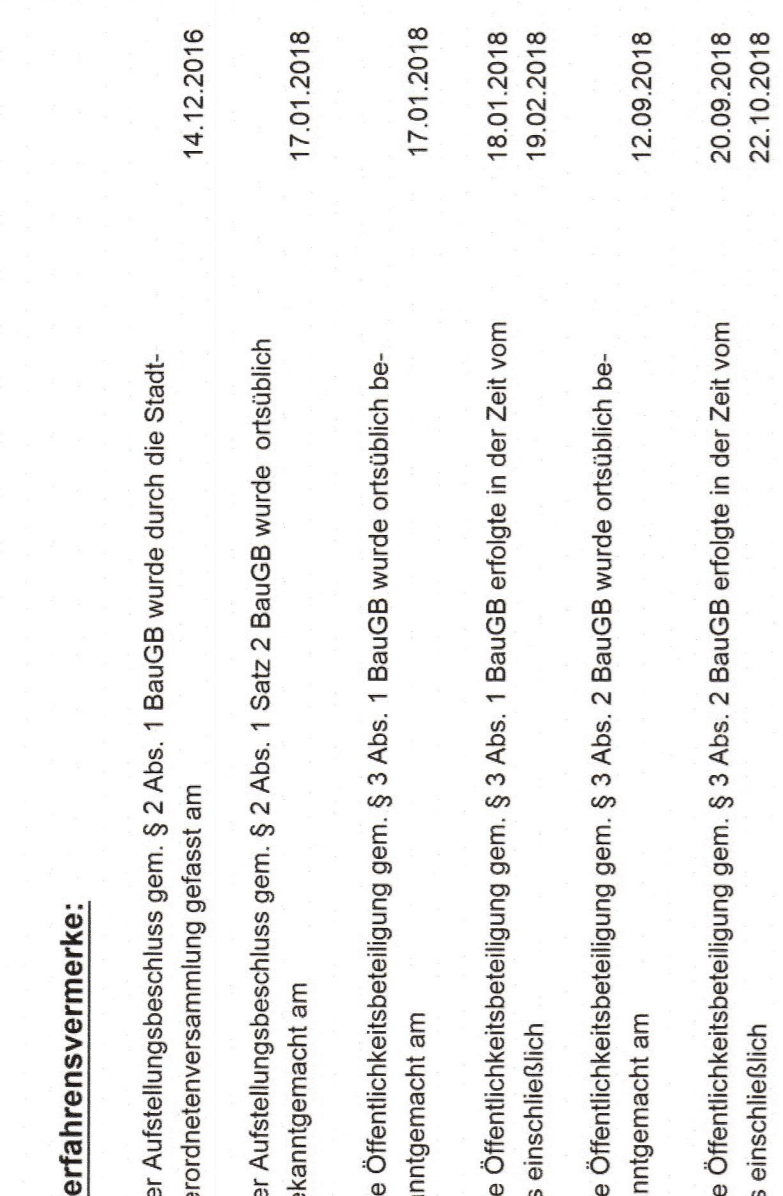 erfahrensvermerke:
er Aufstellungsbeschluss gem. § 2 Abs. 1 BauGB wurde durch die Stadt-
erordnetenversammlung gefasst am 14.12.2016
er Aufstellungsbeschluss gem. § 2 Abs. 1 Satz 2 BauGB wurde ortsüblich
ekanntgemacht am 17.01.2018
e Öffentlichkeitsbeteiligung gem. § 3 Abs. 1 BauGB wurde ortsüblich be-
anntgemacht am 17.01.2018
e Öffentlichkeitsbeteiligung gem. § 3 Abs. 1 BauGB erfolgte in der Zeit vom 18.01.2018
s einschließlich 19.02.2018
e Öffentlichkeitsbeteiligung gem. § 3 Abs. 2 BauGB wurde ortsüblich be-
nntgemacht am 12.09.2018
e Öffentlichkeitsbeteiligung gem. § 3 Abs. 2 BauGB erfolgte in der Zeit vom 20.09.2018
s einschließlich 22.10.2018